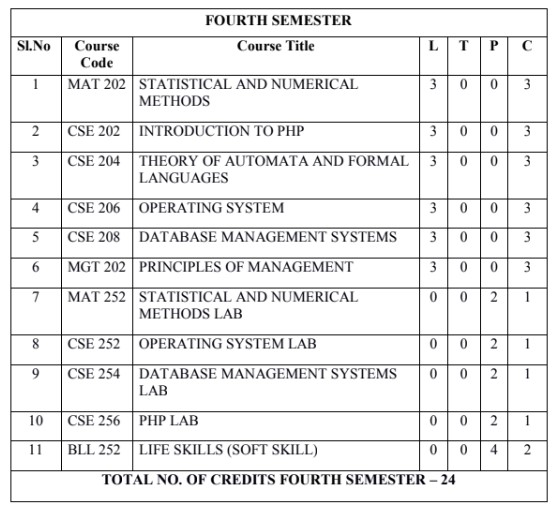 FOURTH SEMESTER
Sl.No Course Code Course Title L T P C
1 MAT 202 STATISTICAL AND NUMERICAL METHODS 3 0 0 3
2 CSE 202 INTRODUCTION TO PHP 3 0 0 3
3 CSE 204 THEORY OF AUTOMATA AND FORMAL LANGUAGES 3 0 0 3
4 CSE 206 OPERATING SYSTEM 3 0 0 3
5 CSE 208 DATABASE MANAGEMENT SYSTEMS 3 0 0 3
6 MGT 202 PRINCIPLES OF MANAGEMENT 3 0 0 3
7 MAT 252 STATISTICAL AND NUMERICAL METHODS LAB 0 0 2 1
8 CSE 252 OPERATING SYSTEM LAB 0 0 2 1
9 CSE 254 DATABASE MANAGEMENT SYSTEMS LAB 0 0 2 1
10 CSE 256 PHP LAB 0 0 2 1
11 BLL 252 LIFE SKILLS (SOFT SKILL) 0 0 4 2
TOTAL NO. OF CREDITS FOURTH SEMESTER – 24